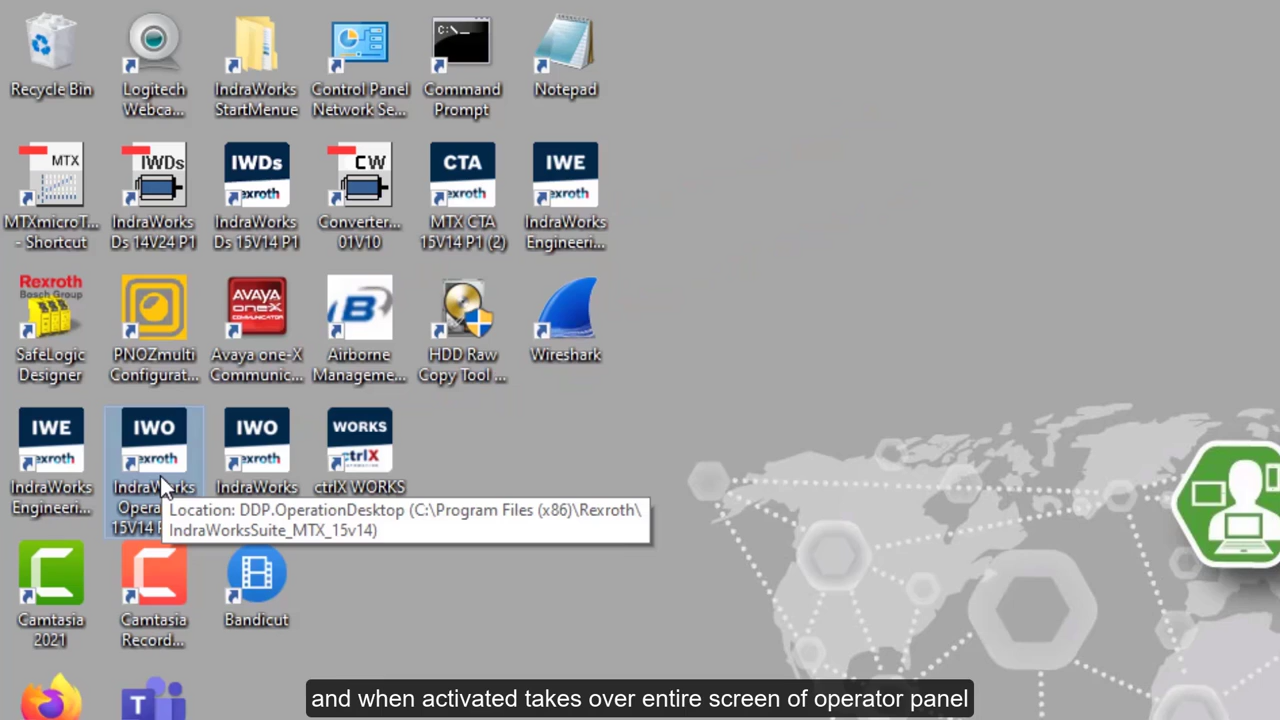 Recycle Bin
Logitech
Webca...
IndraWorks
StartMenue
Control Panel
Network Se...
C:\_
Command
Prompt
Notepad
MTX
MTXmicroT...
- Shortcut
IWDs
IndraWorks
Ds 14V24 P1
IWDs
rexroth
IndraWorks
Ds 15V14 P1
CW
Converter...
01V10
CTA
rexroth
MTX CTA
15V14 P1 (2)
IWE
rexroth
IndraWorks
Engineeri...
Rexroth
Bosch Group
SafeLogic
Designer
PNOZmulti
Configurat...
AVAYA
one-X
COMMUNICATOR
Avaya one-X
Communic...
B
Airborne
Manageme...
HDD Raw
Copy Tool ...
Wireshark
IWE
rexroth
IndraWorks
Engineeri...
IWO
rexroth
IndraWorks
Opera
15V14
IWO
rexroth
IndraWorks
WORKS
ctrlX
ctrlX WORKS
Location: DDP.OperationDesktop (C:\Program Files (x86)\Rexroth\
IndraWorksSuite_MTX_15v14)
Camtasia
2021
Camtasia
Record...
Bandicut
T
and when activated takes over entire screen of operator panel